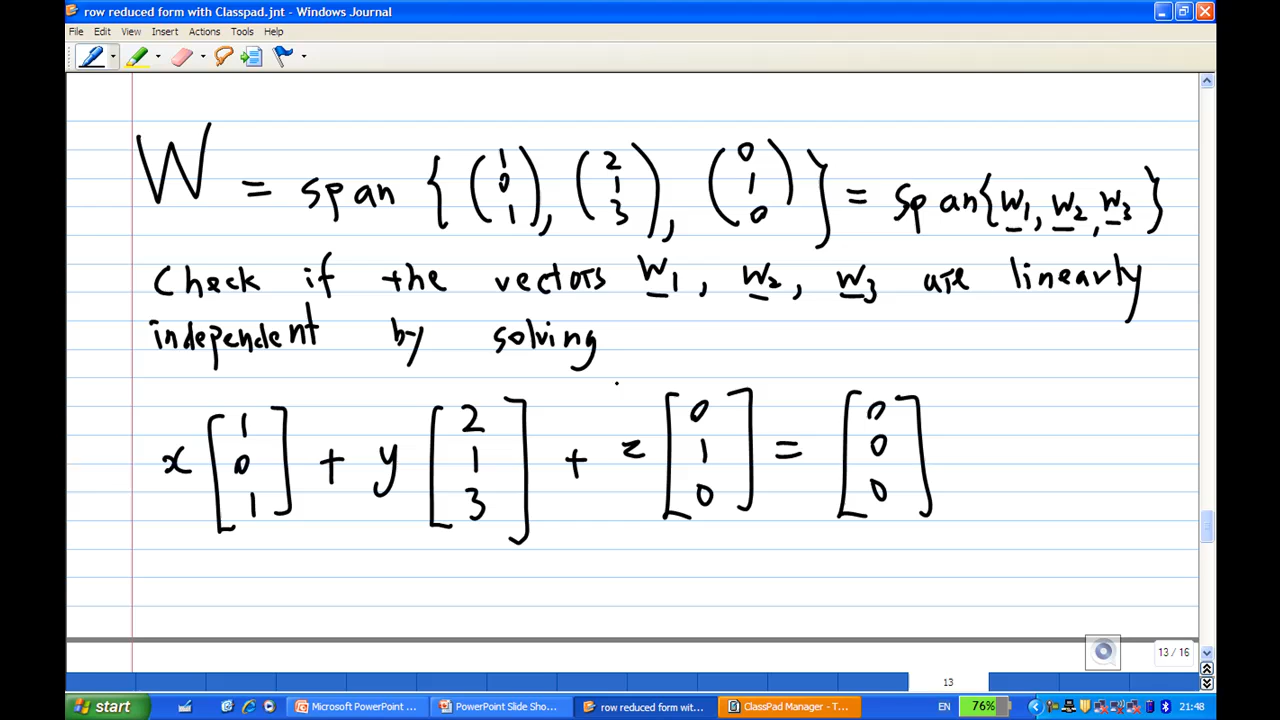 row reduced form with Classpad.jnt - Windows Journal
File Edit View Insert Actions Tools Help
W = span { (1 0 1), (2 1 3), (0 1 0) } = span{w1, w2, w3}
Check if the vectors w1, w2, w3 are linearly
independent by solving
x [1 0 1] + y [2 1 3] + z [0 1 0] = [0 0 0]
13 / 16
13
start Microsoft PowerPoint ... PowerPoint Slide Sho... row reduced form wit... ClassPad Manager - T... EN 76% 21:48